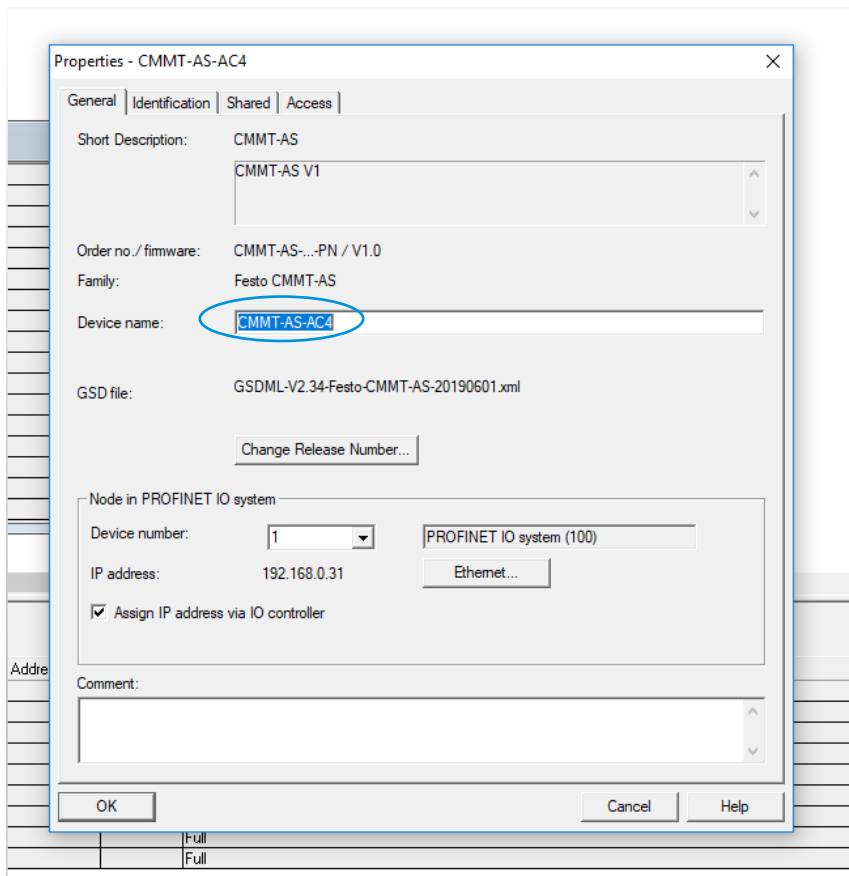 Properties - CMMT-AS-AC4
General Identification Shared Access
Short Description: CMMT-AS
CMMT-AS V1
Order no./ firmware: CMMT-AS-...-PN / V1.0
Family: Festo CMMT-AS
Device name: CMMT-AS-AC4
GSD file: GSDML-V2.34-Festo-CMMT-AS-20190601.xml
Change Release Number...
Node in PROFINET IO system
Device number: 1 PROFINET IO system (100)
IP address: 192.168.0.31 Ethernet...
Assign IP address via IO controller
Addre
Comment:
OK Cancel Help
Full
Full